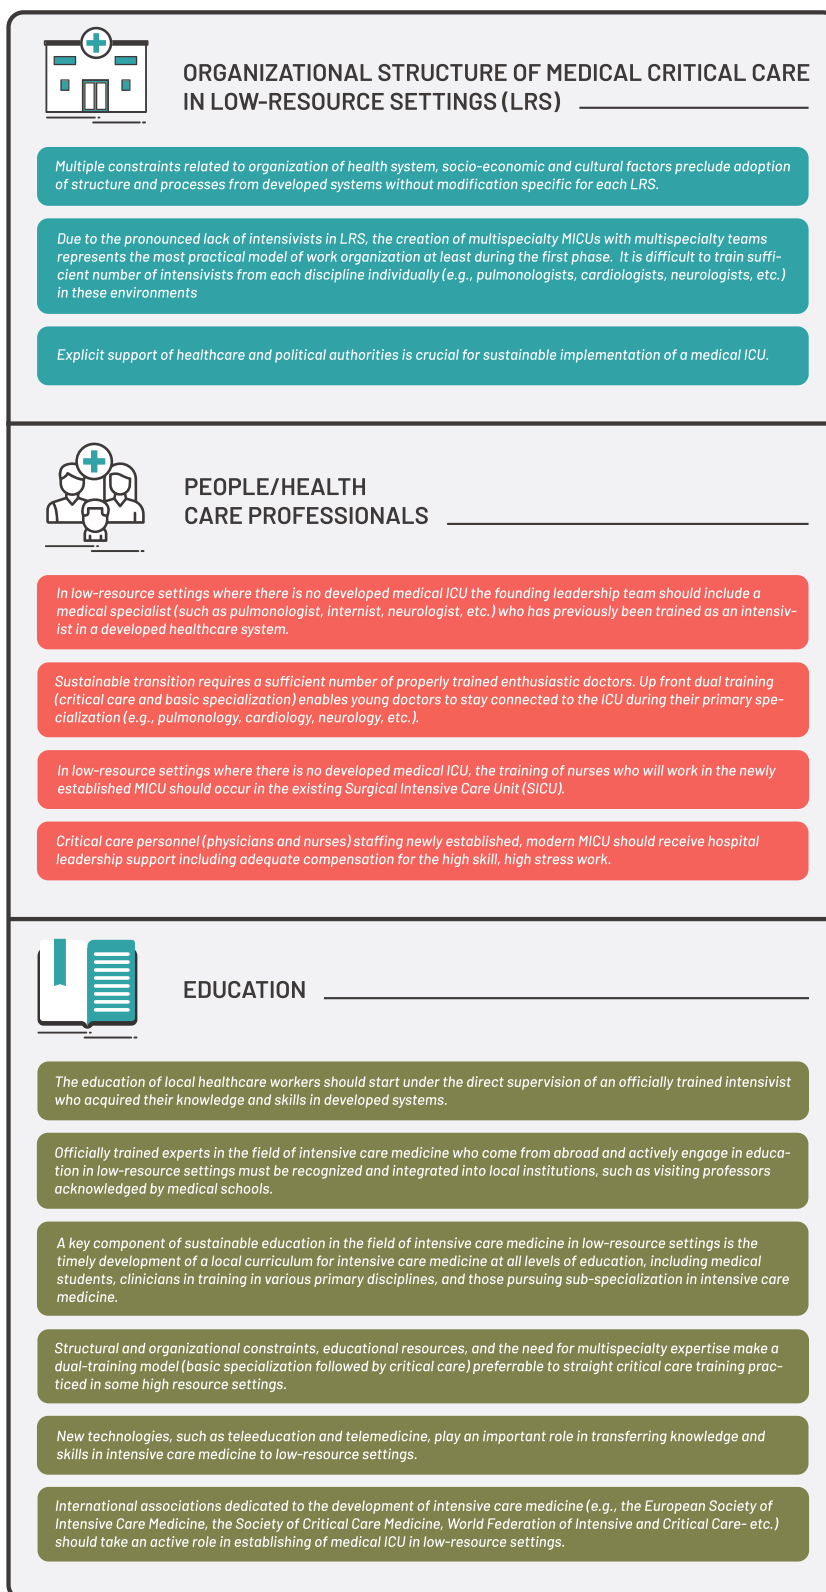 ORGANIZATIONAL STRUCTURE OF MEDICAL CRITICAL CARE
IN LOW-RESOURCE SETTINGS (LRS)
Multiple constraints related to organization of health system, socio-economic and cultural factors preclude adoption
of structure and processes from developed systems without modification specific for each LRS.
Due to the pronounced lack of intensivists in LRS, the creation of multispecialty MICUs with multispecialty teams
represents the most practical model of work organization at least during the first phase. It is difficult to train suffi-
cient number of intensivists from each discipline individually (e.g., pulmonologists, cardiologists, neurologists, etc.)
in these environments
Explicit support of healthcare and political authorities is crucial for sustainable implementation of a medical ICU.
PEOPLE/HEALTH
CARE PROFESSIONALS
In low-resource settings where there is no developed medical ICU the founding leadership team should include a
medical specialist (such as pulmonologist, internist, neurologist, etc.) who has previously been trained as an intensiv-
ist in a developed healthcare system.
Sustainable transition requires a sufficient number of properly trained enthusiastic doctors. Up front dual training
(critical care and basic specialization) enables young doctors to stay connected to the ICU during their primary spe-
cialization (e.g., pulmonology, cardiology, neurology, etc.).
In low-resource settings where there is no developed medical ICU, the training of nurses who will work in the newly
established MICU should occur in the existing Surgical Intensive Care Unit (SICU).
Critical care personnel (physicians and nurses) staffing newly established, modern MICU should receive hospital
leadership support including adequate compensation for the high skill, high stress work.
EDUCATION
The education of local healthcare workers should start under the direct supervision of an officially trained intensivist
who acquired their knowledge and skills in developed systems.
Officially trained experts in the field of intensive care medicine who come from abroad and actively engage in educa-
tion in low-resource settings must be recognized and integrated into local institutions, such as visiting professors
acknowledged by medical schools.
A key component of sustainable education in the field of intensive care medicine in low-resource settings is the
timely development of a local curriculum for intensive care medicine at all levels of education, including medical
students, clinicians in training in various primary disciplines, and those pursuing sub-specialization in intensive care
medicine.
Structural and organizational constraints, educational resources, and the need for multispecialty expertise make a
dual-training model (basic specialization followed by critical care) preferrable to straight critical care training prac-
ticed in some high resource settings.
New technologies, such as teleeducation and telemedicine, play an important role in transferring knowledge and
skills in intensive care medicine to low-resource settings.
International associations dedicated to the development of intensive care medicine (e.g., the European Society of
Intensive Care Medicine, the Society of Critical Care Medicine, World Federation of Intensive and Critical Care- etc.)
should take an active role in establishing of medical ICU in low-resource settings.